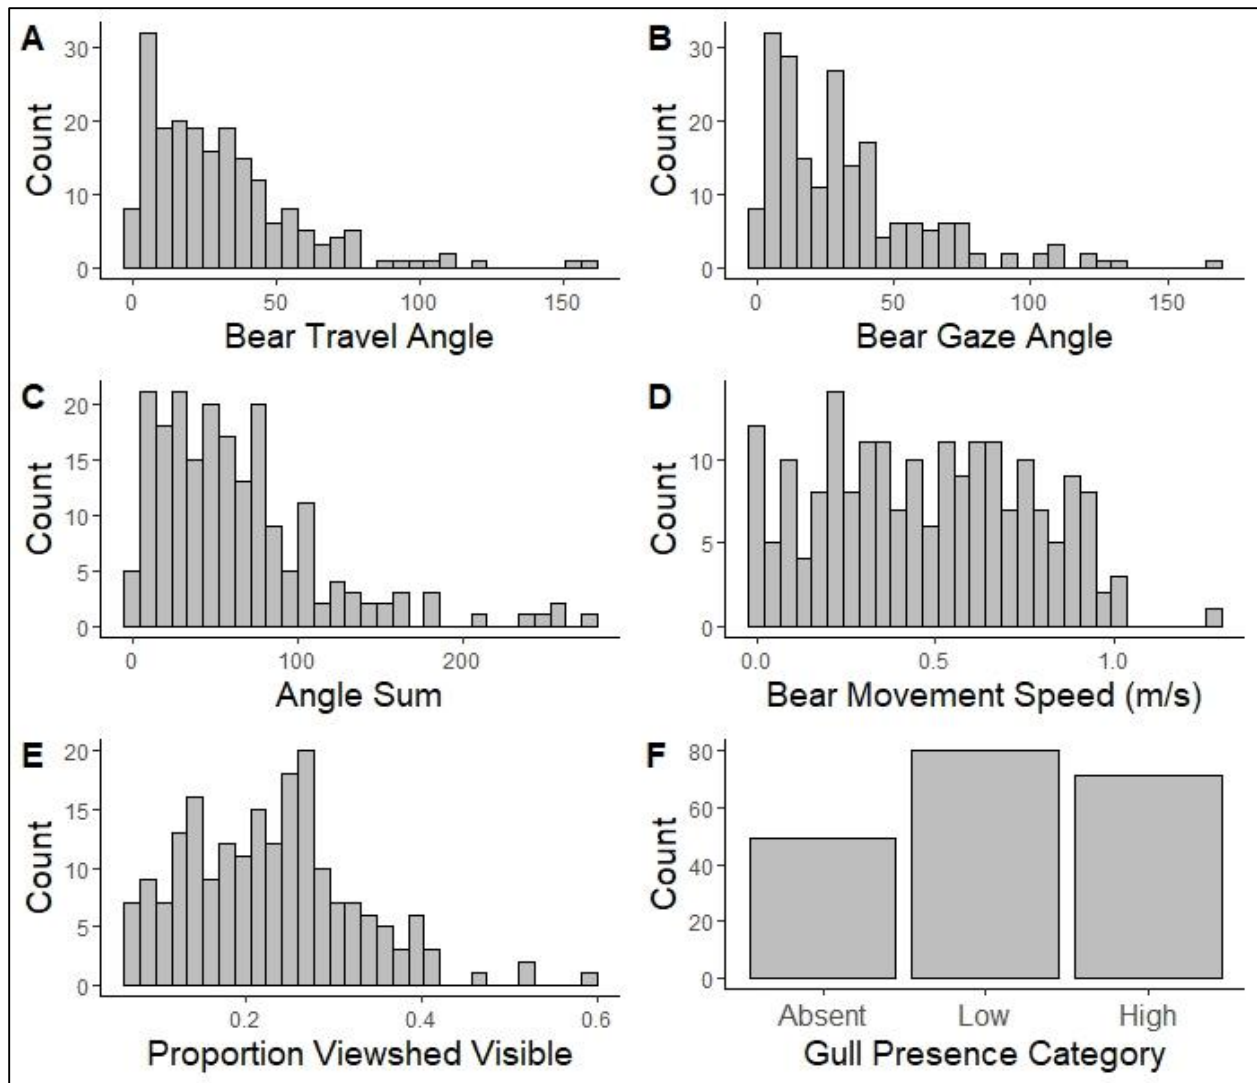 A
B
30
20
10
0
Count
0 50 100 150
Bear Travel Angle
30
20
10
0
Count
0 50 100 150
Bear Gaze Angle
C
D
20
15
10
5
0
Count
0 100 200
Angle Sum
10
5
0
Count
0.0 0.5 1.0
Bear Movement Speed (m/s)
E
F
20
15
10
5
0
Count
0.2 0.4 0.6
Proportion Viewshed Visible
80
60
40
20
0
Count
Absent Low High
Gull Presence Category